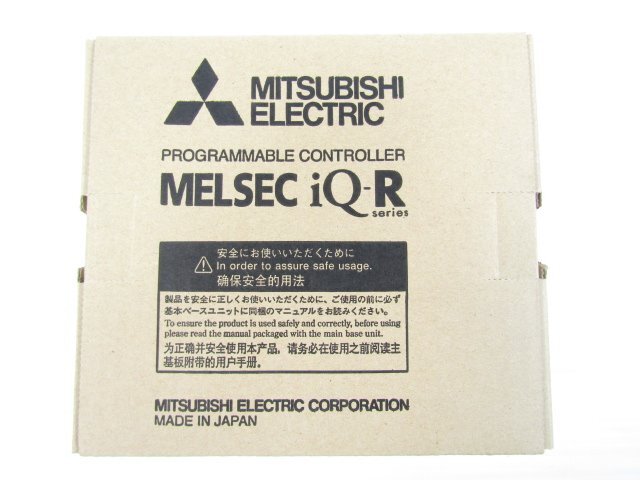 MITSUBISHI
ELECTRIC
PROGRAMMABLE CONTROLLER
MELSEC iQ-R
series
安全にお使いいただくために
In order to assure safe usage.
确保安全的用法
製品を安全に正しくお使いいただくために、ご使用の前に必ず
基本ベースユニットに同梱のマニュアルをお読みください。
To ensure the product is used safely and correctly, before using
please read the manual packaged with the main base unit.
为正确并安全使用本产品，请务必在使用之前阅读主
基板附带的用户手册。
MITSUBISHI ELECTRIC CORPORATION
MADE IN JAPAN